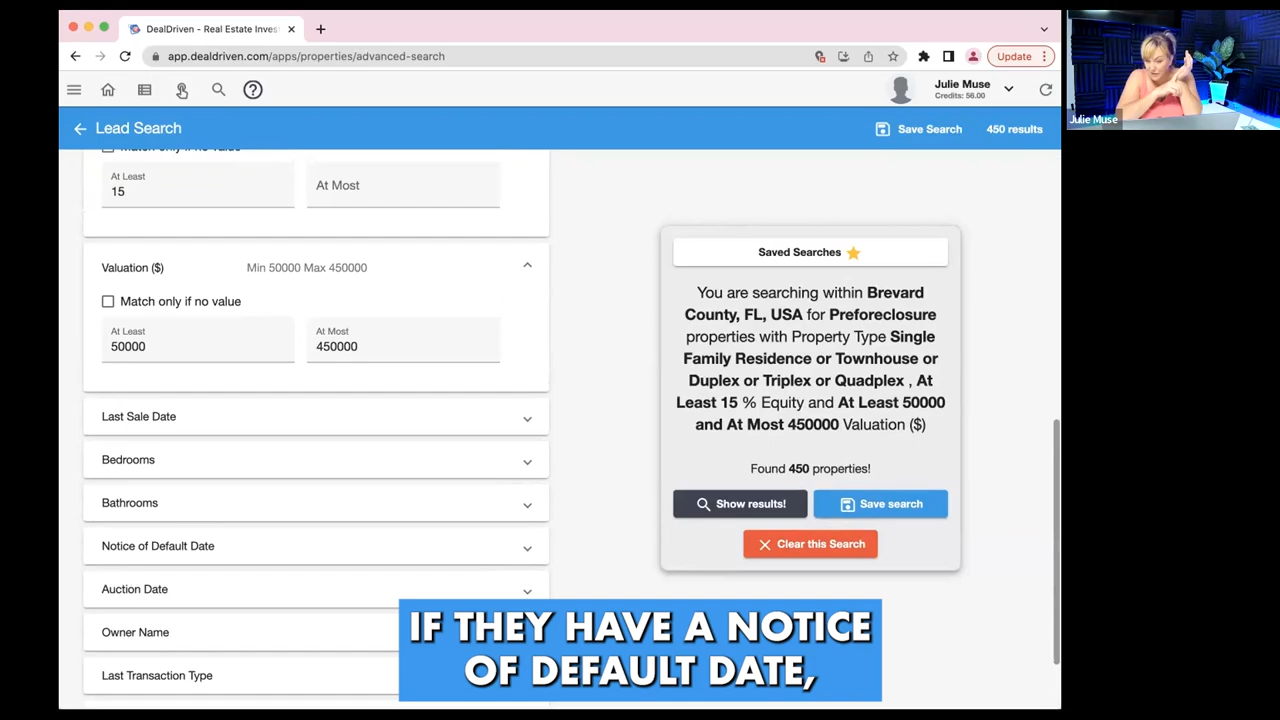 DealDriven - Real Estate Inves
app.dealdriven.com/apps/properties/advanced-search
Update
Julie Muse
Credits: 56.00
Julie Muse
Lead Search
Save Search
450 results
Match only if no value
At Least
15
At Most
Valuation ($)
Min 50000 Max 450000
Match only if no value
At Least
50000
At Most
450000
Last Sale Date
Bedrooms
Bathrooms
Notice of Default Date
Auction Date
Owner Name
Last Transaction Type
Saved Searches
You are searching within Brevard
County, FL, USA for Preforeclosure
properties with Property Type Single
Family Residence or Townhouse or
Duplex or Triplex or Quadplex , At
Least 15 % Equity and At Least 50000
and At Most 450000 Valuation ($)
Found 450 properties!
Show results!
Save search
Clear this Search
IF THEY HAVE A NOTICE
OF DEFAULT DATE,